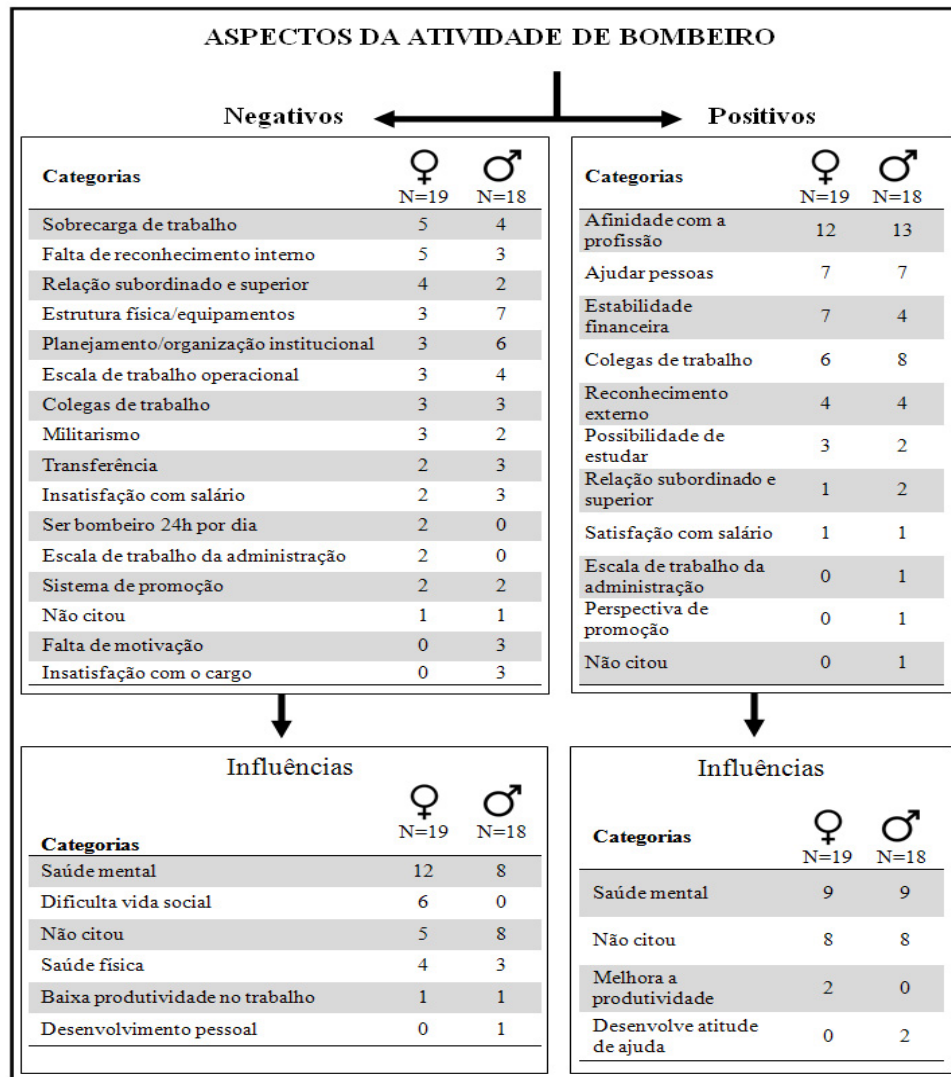 ASPECTOS DA ATIVIDADE DE BOMBEIRO
Negativos
Categorias ♀ ♂
N=19 N=18
Sobrecarga de trabalho 5 4
Falta de reconhecimento interno 5 3
Relação subordinado e superior 4 2
Estrutura física/equipamentos 3 7
Planejamento/organização institucional 3 6
Escala de trabalho operacional 3 4
Colegas de trabalho 3 3
Militarismo 3 2
Transferência 2 3
Insatisfação com salário 2 3
Ser bombeiro 24h por dia 2 0
Escala de trabalho da administração 2 0
Sistema de promoção 2 2
Não citou 1 1
Falta de motivação 0 3
Insatisfação com o cargo 0 3
Positivos
Categorias ♀ ♂
N=19 N=18
Afinidade com a
profissão 12 13
Ajudar pessoas 7 7
Estabilidade
financeira 7 4
Colegas de trabalho 6 8
Reconhecimento
externo 4 4
Possibilidade de
estudar 3 2
Relação subordinado e
superior 1 2
Satisfação com salário 1 1
Escala de trabalho da
administração 0 1
Perspectiva de
promoção 0 1
Não citou 0 1
Influências
♀ ♂
N=19 N=18
Categorias
Saúde mental 12 8
Dificulta vida social 6 0
Não citou 5 8
Saúde física 4 3
Baixa produtividade no trabalho 1 1
Desenvolvimento pessoal 0 1
Influências
Categorias ♀ ♂
N=19 N=18
Saúde mental 9 9
Não citou 8 8
Melhora a
produtividade 2 0
Desenvolve atitude
de ajuda 0 2